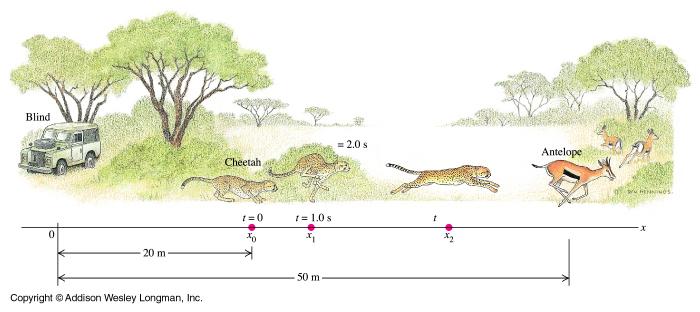 Blind
= 2.0 s
Cheetah
Antelope
t = 0
t = 1.0 s
t
0
x₀
x₁
x₂
x
20 m
50 m
Copyright © Addison Wesley Longman, Inc.